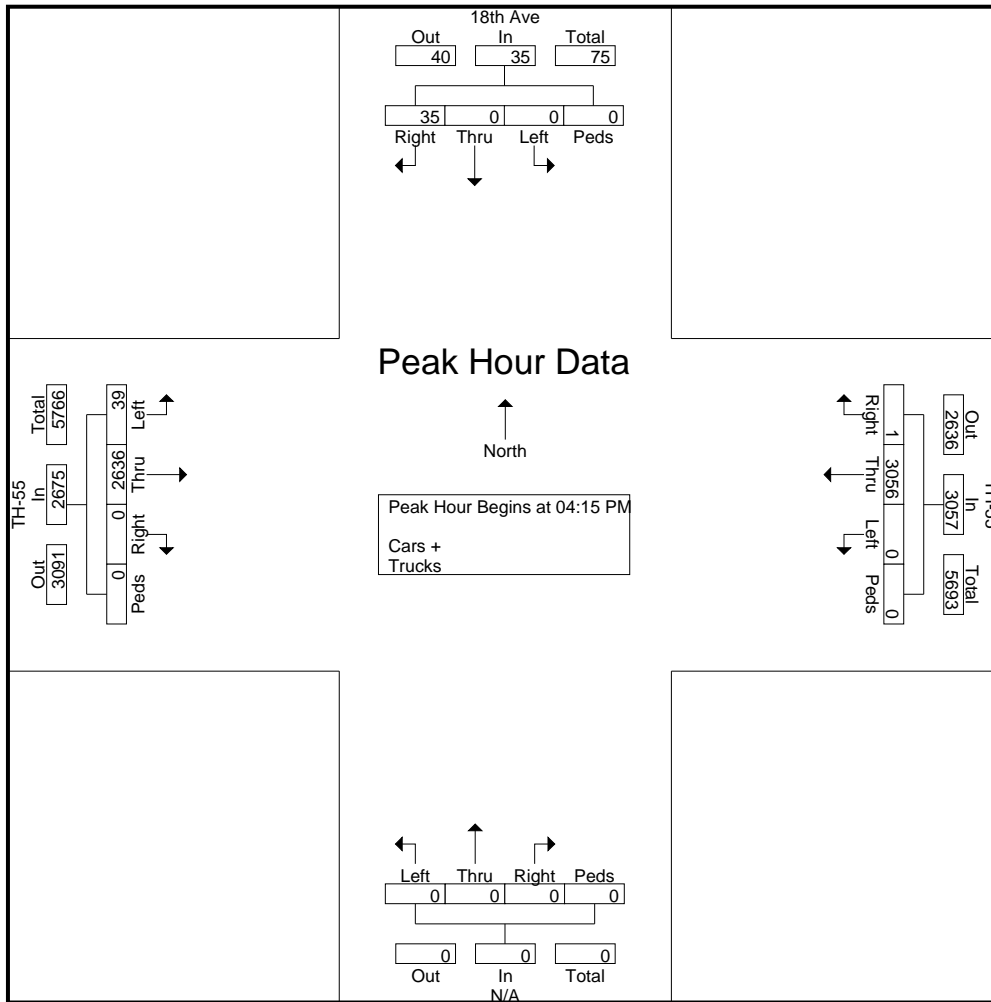 18th Ave
Out In Total
40 35 75
35 0 0 0
Right Thru Left Peds
Peak Hour Data
North
Peak Hour Begins at 04:15 PM
Cars +
Trucks
TH-55
Total In Out
5766 2675 3091
39 2636 0 0
Left Thru Right Peds
Right Thru Left Peds
1 3056 0 0
Out In Total
2636 3057 5693
TH-55
Left Thru Right Peds
0 0 0 0
0 0 0
Out In Total
N/A